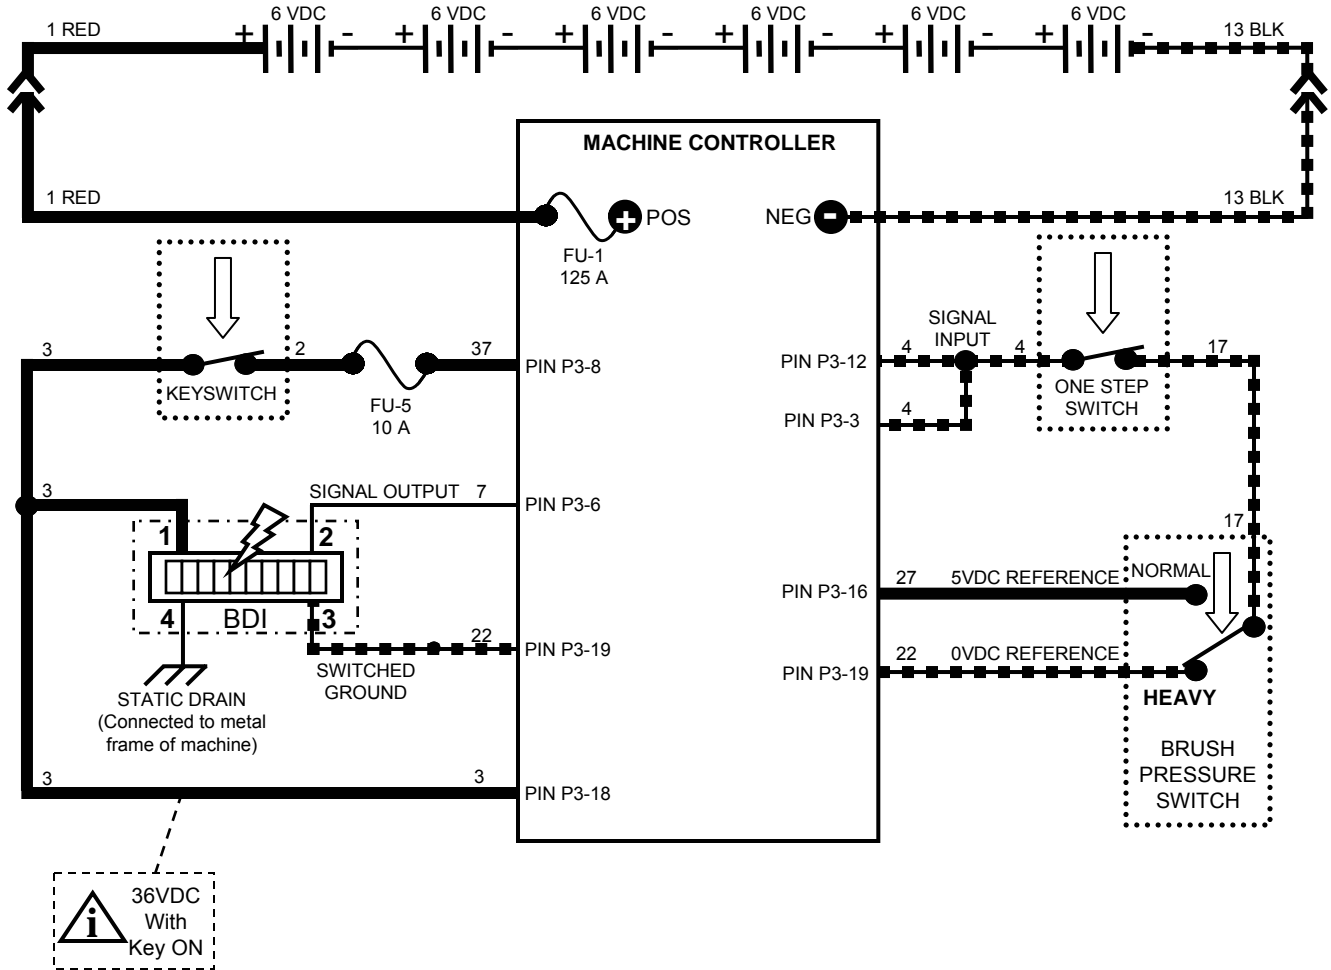 6 VDC 6 VDC 6 VDC 6 VDC 6 VDC 6 VDC
1 RED + - + - + - + - + - + - 13 BLK
MACHINE CONTROLLER
1 RED 13 BLK
+ POS NEG -
FU-1
125 A
SIGNAL
INPUT
3 2 37 PIN P3-8
KEYSWITCH
FU-5
10 A
PIN P3-12 4 4 17
ONE STEP
SWITCH
PIN P3-3 4
3 SIGNAL OUTPUT 7 PIN P3-6
17
1 2
4 BDI 3
22 PIN P3-19
SWITCHED
GROUND
STATIC DRAIN
(Connected to metal
frame of machine)
PIN P3-16 27 5VDC REFERENCE NORMAL
PIN P3-19 22 0VDC REFERENCE
HEAVY
BRUSH
PRESSURE
SWITCH
3 3 PIN P3-18
i
36VDC
With
Key ON